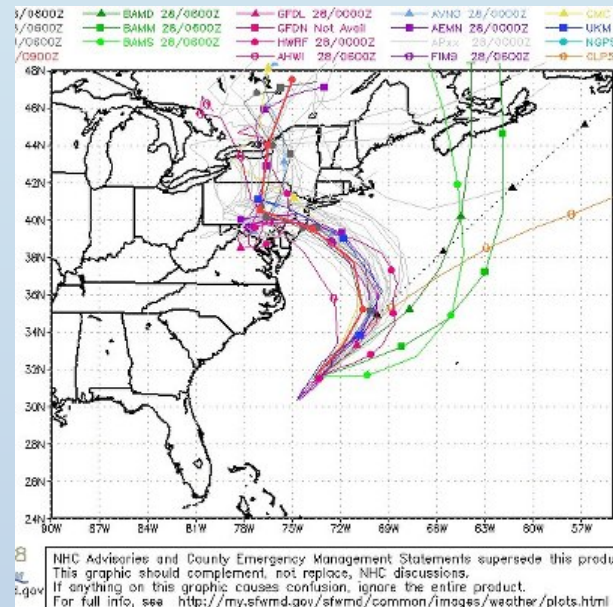 /0600Z BAMD 28/0600Z GFDL 28/0000Z AVNO 28/0000Z CMC
/0600Z BAMM 28/0600Z GFDN Not Avail AEMN 28/0000Z UKM
/0600Z BAMS 28/0600Z HWRF 28/0000Z APxx 28/0000Z NGPS
/0900Z AHWI 28/0600Z FIM9 28/0000Z CLP5
48N
46N
44N
42N
40N
38N
36N
34N
32N
30N
28N
26N
24N
90W 87W 84W 81W 78W 75W 72W 69W 66W 63W 60W 57W
8
d.gov
NHC Advisories and County Emergency Management Statements supersede this produ
This graphic should complement, not replace, NHC discussions.
If anything on this graphic causes confusion, ignore the entire product.
For full info, see http://my.sfwmd.gov/sfwmd/common/images/weather/plots.html